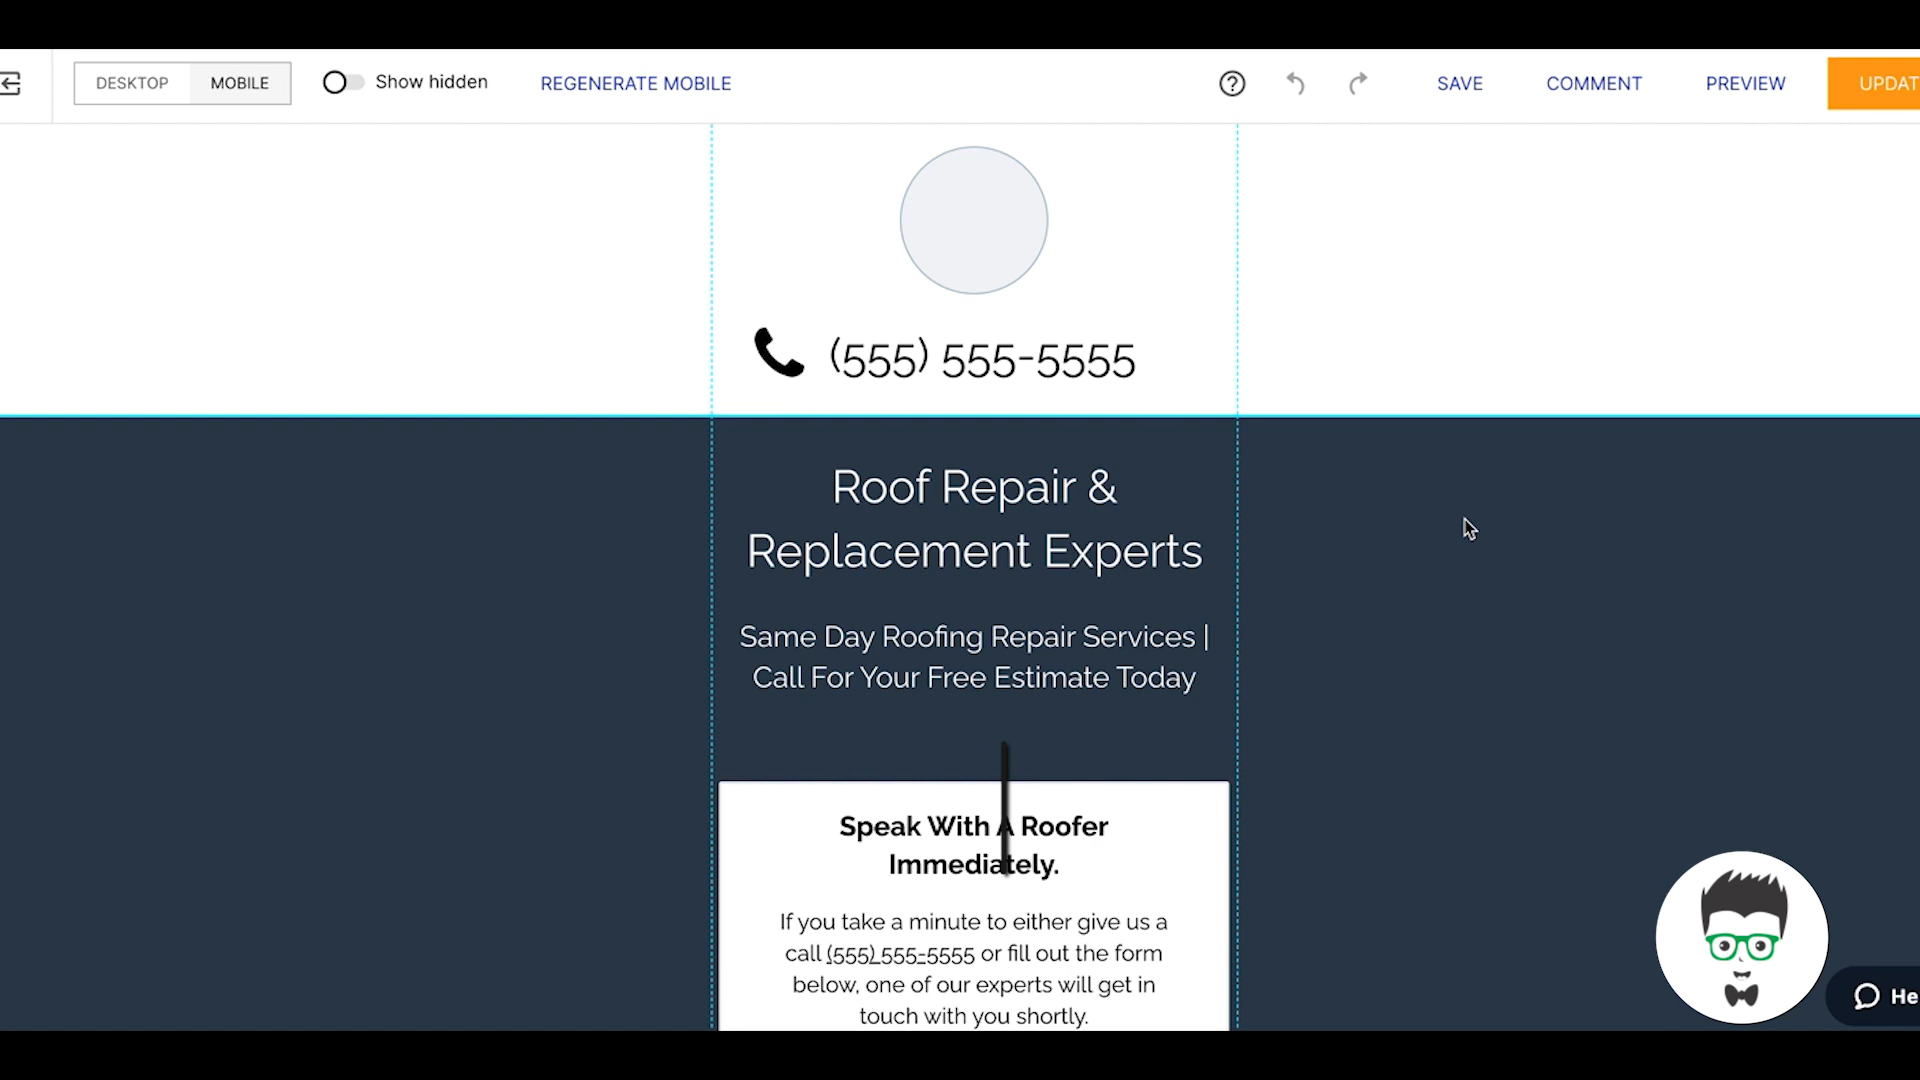 DESKTOP MOBILE Show hidden REGENERATE MOBILE SAVE COMMENT PREVIEW UPDAT
(555) 555-5555
Roof Repair &
Replacement Experts
Same Day Roofing Repair Services |
Call For Your Free Estimate Today
Speak With A Roofer
Immediately.
If you take a minute to either give us a
call (555) 555-5555 or fill out the form
below, one of our experts will get in
touch with you shortly.
He